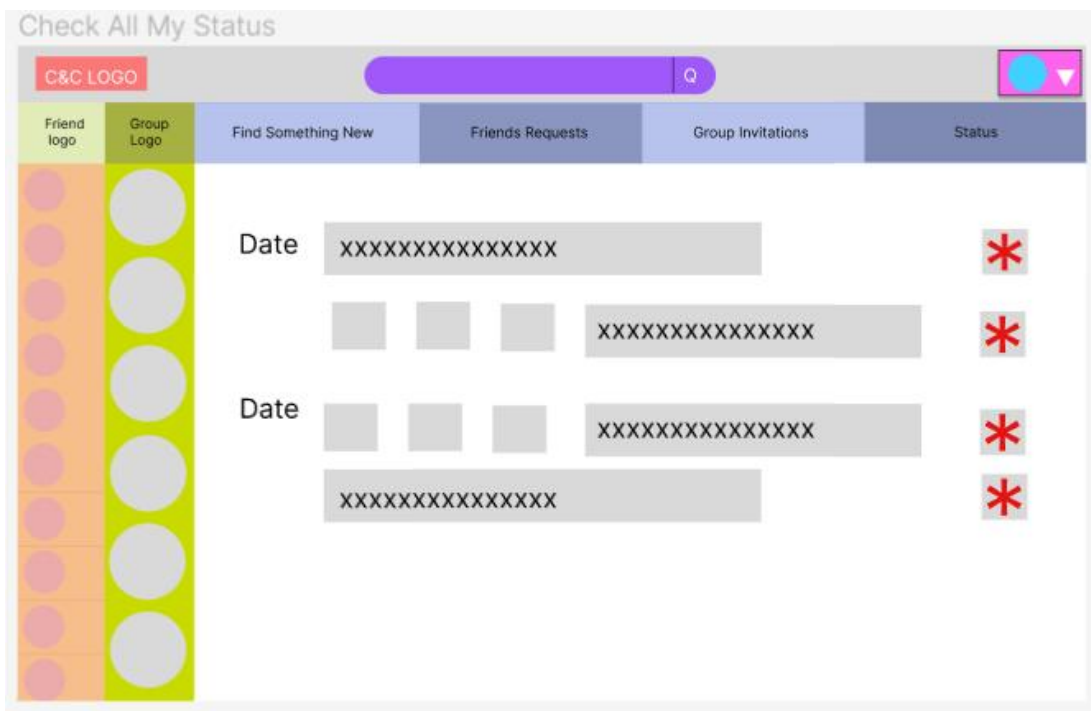 Check All My Status
C&C LOGO
Q
Friend
logo
Group
Logo
Find Something New
Friends Requests
Group Invitations
Status
Date
XXXXXXXXXXXXXXX
*
XXXXXXXXXXXXXXX
*
Date
XXXXXXXXXXXXXXX
*
XXXXXXXXXXXXXXX
*